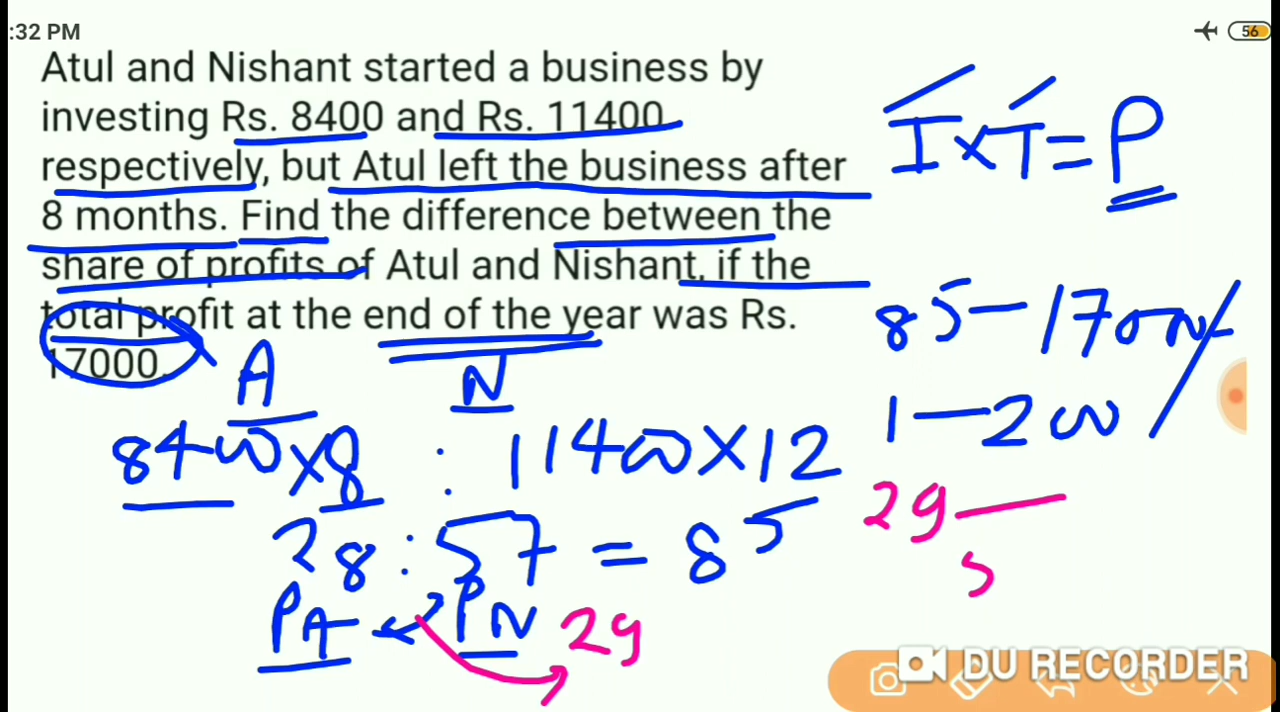 :32 PM
56
Atul and Nishant started a business by
investing Rs. 8400 and Rs. 11400
respectively, but Atul left the business after
8 months. Find the difference between the
share of profits of Atul and Nishant, if the
total profit at the end of the year was Rs.
17000.
I×T=P
85-17000/-
1-200
A
N
8400×8 : 11400×12
28:57=85
29
5
PA
PN
29
DU RECORDER